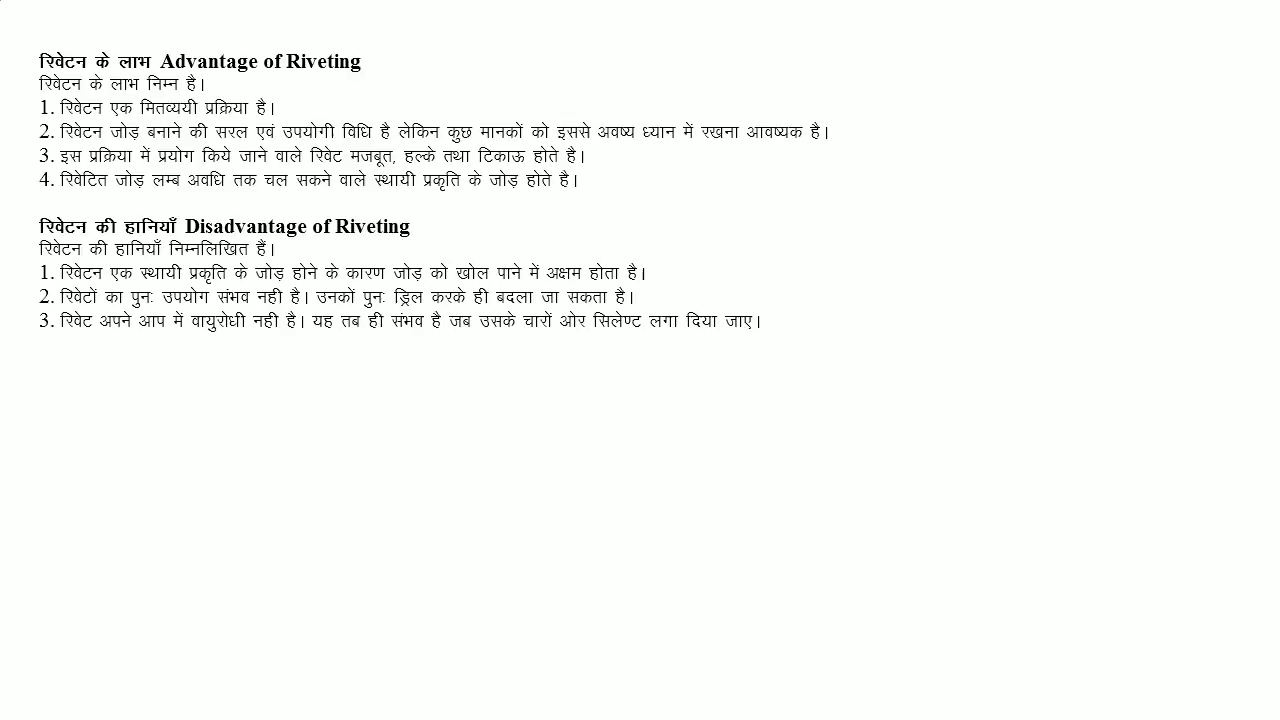 रिवेटन के लाभ Advantage of Riveting
रिवेटन के लाभ निम्न है।
1. रिवेटन एक मितव्ययी प्रक्रिया है।
2. रिवेटन जोड़ बनाने की सरल एवं उपयोगी विधि है लेकिन कुछ मानकों को इससे अवष्य ध्यान में रखना आवष्यक है।
3. इस प्रक्रिया में प्रयोग किये जाने वाले रिवेट मजबूत, हल्के तथा टिकाऊ होते है।
4. रिवेटित जोड़ लम्ब अवधि तक चल सकने वाले स्थायी प्रकृति के जोड़ होते है।
रिवेटन की हानियाँ Disadvantage of Riveting
रिवेटन की हानियाँ निम्नलिखित हैं।
1. रिवेटन एक स्थायी प्रकृति के जोड़ होने के कारण जोड़ को खोल पाने में अक्षम होता है।
2. रिवेटों का पुनः उपयोग संभव नही है। उनकों पुनः ड्रिल करके ही बदला जा सकता है।
3. रिवेट अपने आप में वायुरोधी नही है। यह तब ही संभव है जब उसके चारों ओर सिलेण्ट लगा दिया जाए।